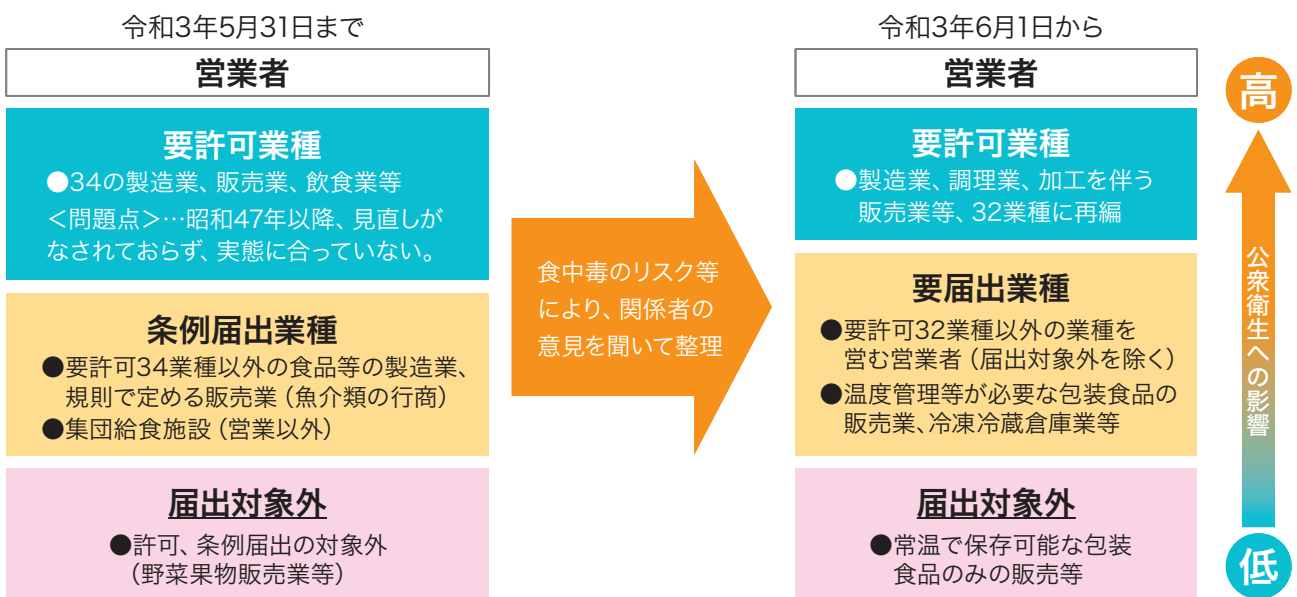 令和3年5月31日まで
営業者
要許可業種
●34の製造業、販売業、飲食業等
<問題点>…昭和47年以降、見直しが
なされておらず、実態に合っていない。
条例届出業種
●要許可34業種以外の食品等の製造業、
規則で定める販売業(魚介類の行商)
●集団給食施設(営業以外)
届出対象外
●許可、条例届出の対象外
(野菜果物販売業等)
食中毒のリスク等
により、関係者の
意見を聞いて整理
令和3年6月1日から
営業者
要許可業種
●製造業、調理業、加工を伴う
販売業等、32業種に再編
要届出業種
●要許可32業種以外の業種を
営む営業者(届出対象外を除く)
●温度管理等が必要な包装食品の
販売業、冷凍冷蔵倉庫業等
届出対象外
●常温で保存可能な包装
食品のみの販売等
高
公衆衛生への影響
低